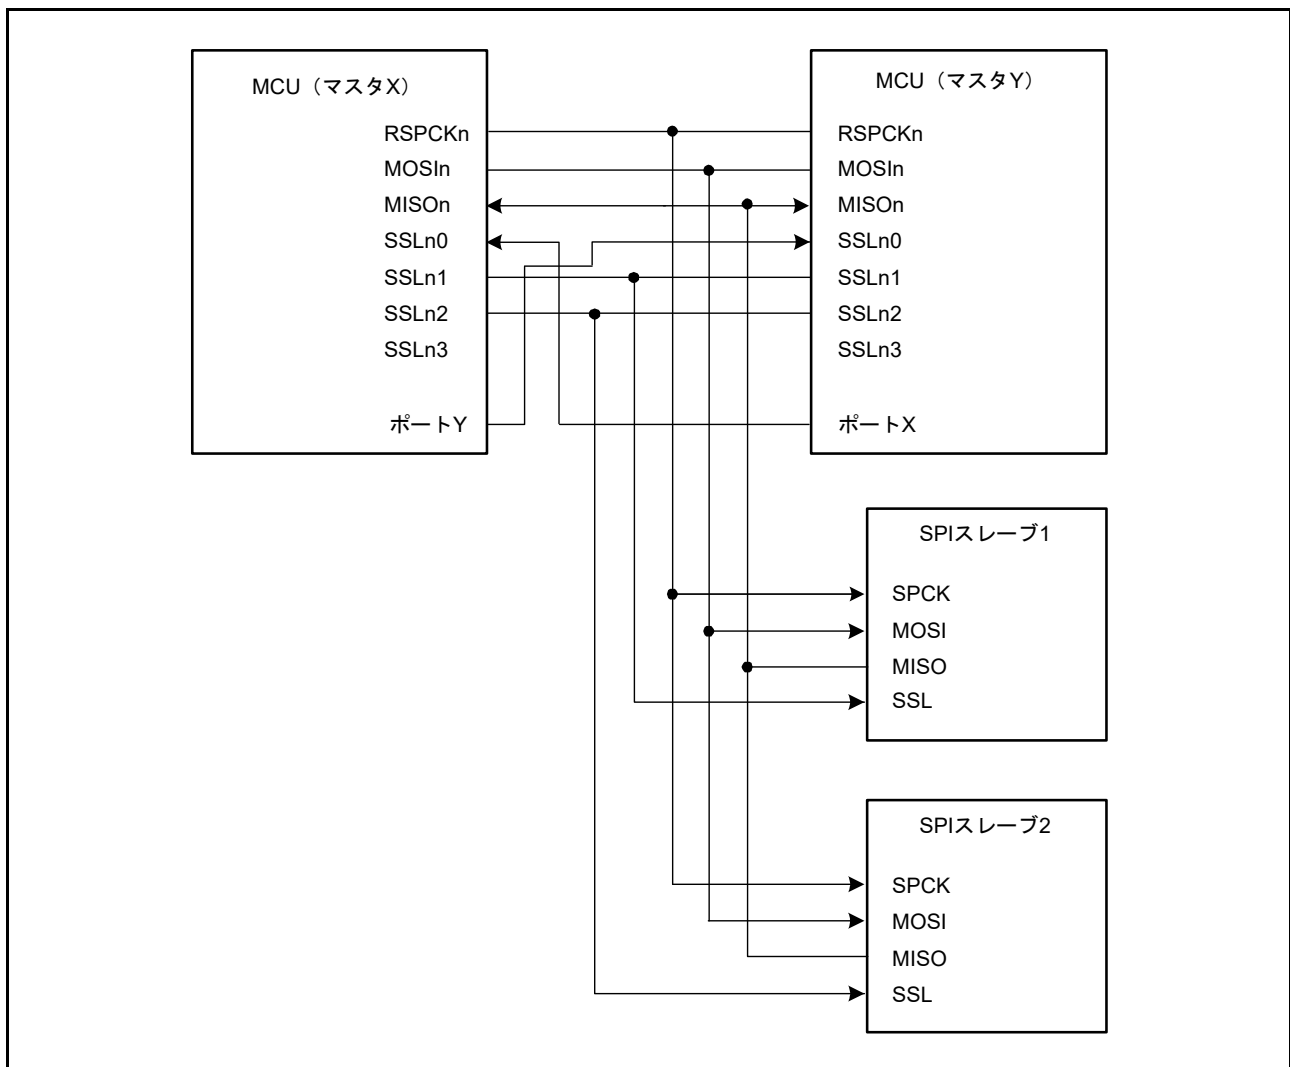 MCU（マスタX）
RSPCKn
MOSIn
MISOn
SSLn0
SSLn1
SSLn2
SSLn3
ポートY
MCU（マスタY）
RSPCKn
MOSIn
MISOn
SSLn0
SSLn1
SSLn2
SSLn3
ポートX
SPIスレーブ1
SPCK
MOSI
MISO
SSL
SPIスレーブ2
SPCK
MOSI
MISO
SSL